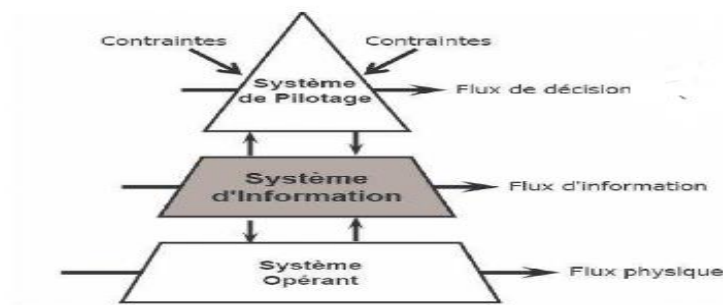 Contraintes
Contraintes
Système
de Pilotage
Flux de décision
Système
d'Information
Flux d'information
Système
Opérant
Flux physique